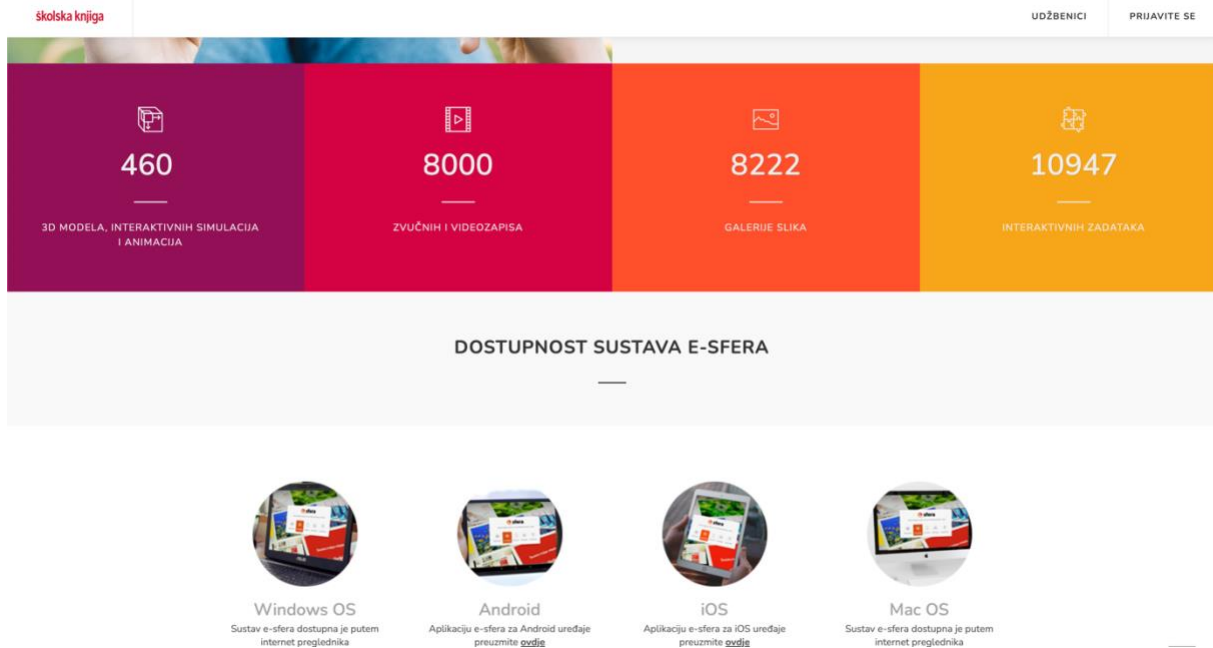 školska knjiga
UDŽBENICI
PRIJAVITE SE
460
3D MODELA, INTERAKTIVNIH SIMULACIJA
I ANIMACIJA
8000
ZVUČNIH I VIDEOZAPISA
8222
GALERIJE SLIKA
10947
INTERAKTIVNIH ZADATAKA
DOSTUPNOST SUSTAVA E-SFERA
Windows OS
Sustav e-sfera dostupna je putem
internet preglednika
Android
Aplikaciju e-sfera za Android uređaje
preuzmite ovdje
iOS
Aplikaciju e-sfera za iOS uređaje
preuzmite ovdje
Mac OS
Sustav e-sfera dostupna je putem
internet preglednika